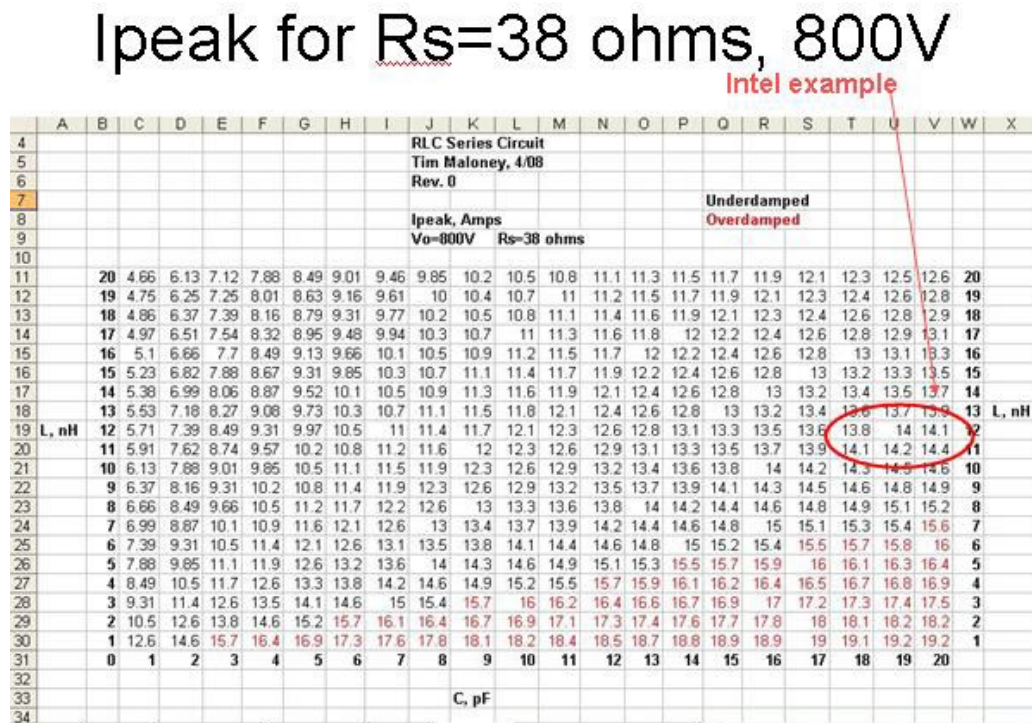 Ipeak for Rs=38 ohms, 800V
Intel example
A B C D E F G H I J K L M N O P Q R S T U V W X
4 RLC Series Circuit
5 Tim Maloney, 4/08
6 Rev. 0
7 Underdamped
8 Ipeak, Amps Overdamped
9 Vo=800V Rs=38 ohms
10
11 20 4.66 6.13 7.12 7.88 8.49 9.01 9.46 9.85 10.2 10.5 10.8 11.1 11.3 11.5 11.7 11.9 12.1 12.3 12.5 12.6 20
12 19 4.75 6.25 7.25 8.01 8.63 9.16 9.61 10 10.4 10.7 11 11.2 11.5 11.7 11.9 12.1 12.3 12.4 12.6 12.8 19
13 18 4.86 6.37 7.39 8.16 8.79 9.31 9.77 10.2 10.5 10.8 11.1 11.4 11.6 11.9 12.1 12.3 12.4 12.6 12.8 12.9 18
14 17 4.97 6.51 7.54 8.32 8.95 9.48 9.94 10.3 10.7 11 11.3 11.6 11.8 12 12.2 12.4 12.6 12.8 12.9 13.1 17
15 16 5.1 6.66 7.7 8.49 9.13 9.66 10.1 10.5 10.9 11.2 11.5 11.7 12 12.2 12.4 12.6 12.8 13 13.1 13.3 16
16 15 5.23 6.82 7.88 8.67 9.31 9.85 10.3 10.7 11.1 11.4 11.7 11.9 12.2 12.4 12.6 12.8 13 13.2 13.3 13.5 15
17 14 5.38 6.99 8.06 8.87 9.52 10.1 10.5 10.9 11.3 11.6 11.9 12.1 12.4 12.6 12.8 13 13.2 13.4 13.5 13.7 14
18 13 5.53 7.18 8.27 9.08 9.73 10.3 10.7 11.1 11.5 11.8 12.1 12.4 12.6 12.8 13 13.2 13.4 13.6 13.7 13.9 13 L, nH
19 L, nH 12 5.71 7.39 8.49 9.31 9.97 10.5 11 11.4 11.7 12.1 12.3 12.6 12.8 13.1 13.3 13.5 13.6 13.8 14 14.1 12
20 11 5.91 7.62 8.74 9.57 10.2 10.8 11.2 11.6 12 12.3 12.6 12.9 13.1 13.3 13.5 13.7 13.9 14.1 14.2 14.4 11
21 10 6.13 7.88 9.01 9.85 10.5 11.1 11.5 11.9 12.3 12.6 12.9 13.2 13.4 13.6 13.8 14 14.2 14.3 14.5 14.6 10
22 9 6.37 8.16 9.31 10.2 10.8 11.4 11.9 12.3 12.6 12.9 13.2 13.5 13.7 13.9 14.1 14.3 14.5 14.6 14.8 14.9 9
23 8 6.66 8.49 9.66 10.5 11.2 11.7 12.2 12.6 13 13.3 13.6 13.8 14 14.2 14.4 14.6 14.8 14.9 15.1 15.2 8
24 7 6.99 8.87 10.1 10.9 11.6 12.1 12.6 13 13.4 13.7 13.9 14.2 14.4 14.6 14.8 15 15.1 15.3 15.4 15.6 7
25 6 7.39 9.31 10.5 11.4 12.1 12.6 13.1 13.5 13.8 14.1 14.4 14.6 14.8 15 15.2 15.4 15.5 15.7 15.8 16 6
26 5 7.88 9.85 11.1 11.9 12.6 13.2 13.6 14 14.3 14.6 14.9 15.1 15.3 15.5 15.7 15.9 16 16.1 16.3 16.4 5
27 4 8.49 10.5 11.7 12.6 13.3 13.8 14.2 14.6 14.9 15.2 15.5 15.7 15.9 16.1 16.2 16.4 16.5 16.7 16.8 16.9 4
28 3 9.31 11.4 12.6 13.5 14.1 14.6 15 15.4 15.7 16 16.2 16.4 16.6 16.7 16.9 17 17.2 17.3 17.4 17.5 3
29 2 10.5 12.6 13.8 14.6 15.2 15.7 16.1 16.4 16.7 16.9 17.1 17.3 17.4 17.6 17.7 17.8 18 18.1 18.2 18.2 2
30 1 12.6 14.6 15.7 16.4 16.9 17.3 17.6 17.8 18.1 18.2 18.4 18.5 18.7 18.8 18.9 18.9 19 19.1 19.2 19.2 1
31 0 1 2 3 4 5 6 7 8 9 10 11 12 13 14 15 16 17 18 19 20
32
33 C, pF
34